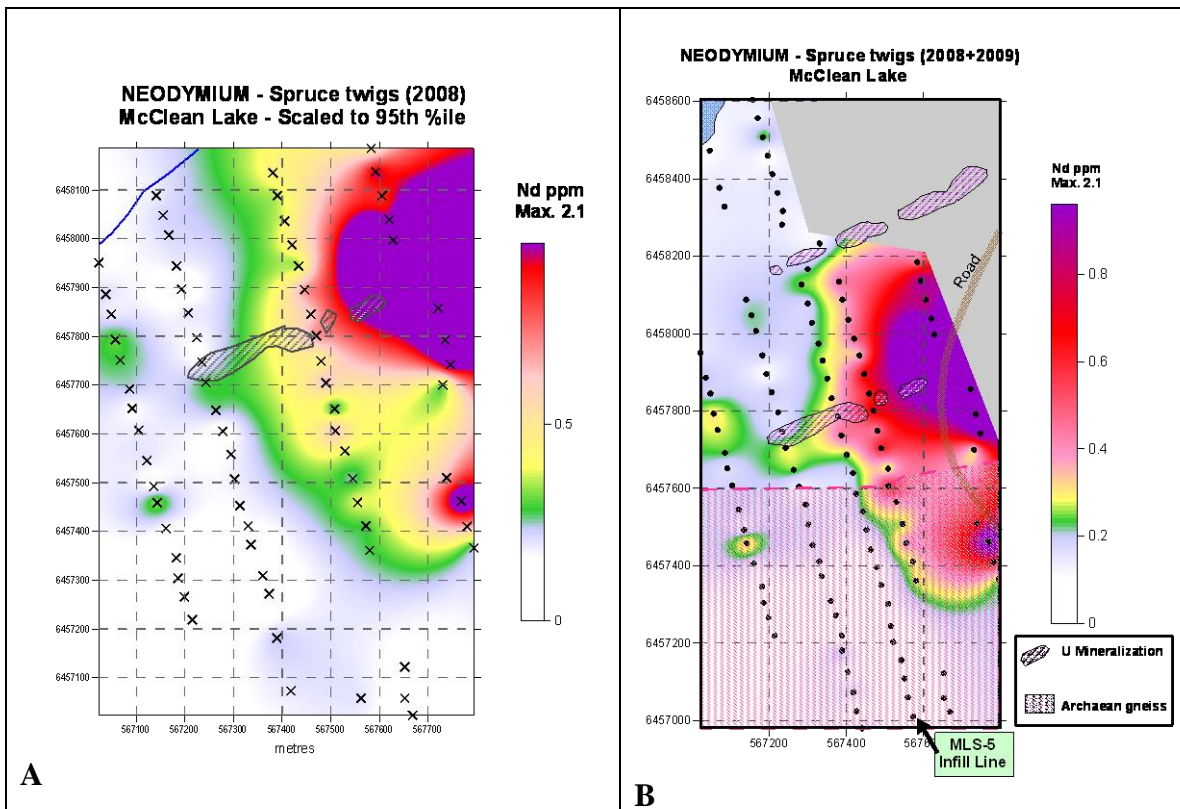 NEODYMIUM - Spruce twigs (2008)
McClean Lake - Scaled to 95th %ile
6458100
6458000
6457900
6457800
6457700
6457600
6457500
6457400
6457300
6457200
6457100
567100 567200 567300 567400 567500 567600 567700
metres
Nd ppm
Max. 2.1
0.5
0
A
NEODYMIUM - Spruce twigs (2008+2009)
McClean Lake
6458600
6458400
6458200
6458000
6457800
6457600
6457400
6457200
6457000
567200 567400 5676
Road
Nd ppm
Max. 2.1
0.8
0.6
0.4
0.2
0
U Mineralization
Archaean gneiss
MLS-5
Infill Line
B